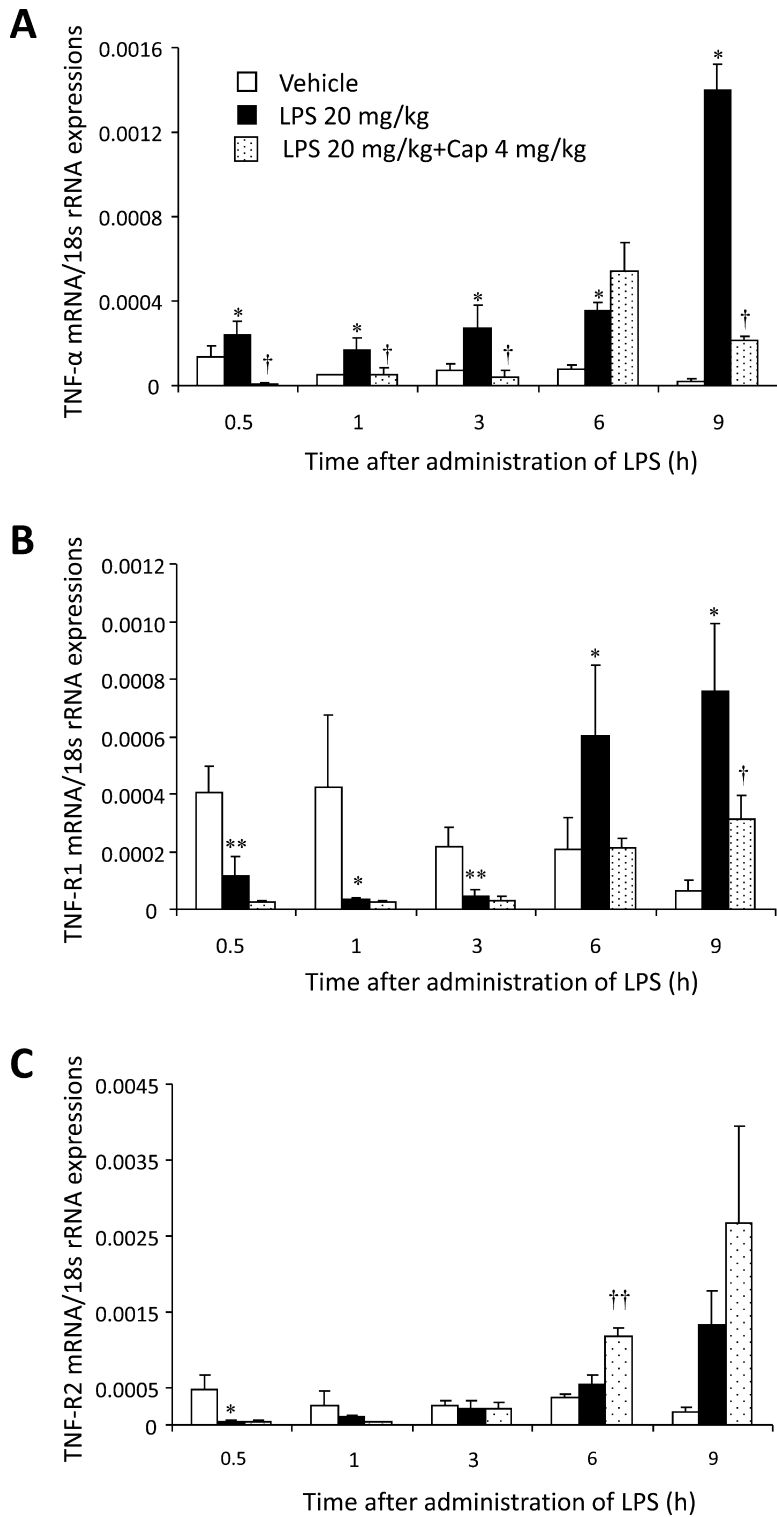 A
TNF-α mRNA/18s rRNA expressions
0.0016
0.0012
0.0008
0.0004
0
Vehicle
LPS 20 mg/kg
LPS 20 mg/kg+Cap 4 mg/kg
* † * † * † * * †
0.5 1 3 6 9
Time after administration of LPS (h)
B
TNF-R1 mRNA/18s rRNA expressions
0.0012
0.0010
0.0008
0.0006
0.0004
0.0002
0
** * ** * * †
0.5 1 3 6 9
Time after administration of LPS (h)
C
TNF-R2 mRNA/18s rRNA expressions
0.0045
0.0035
0.0025
0.0015
0.0005
0
* ††
0.5 1 3 6 9
Time after administration of LPS (h)